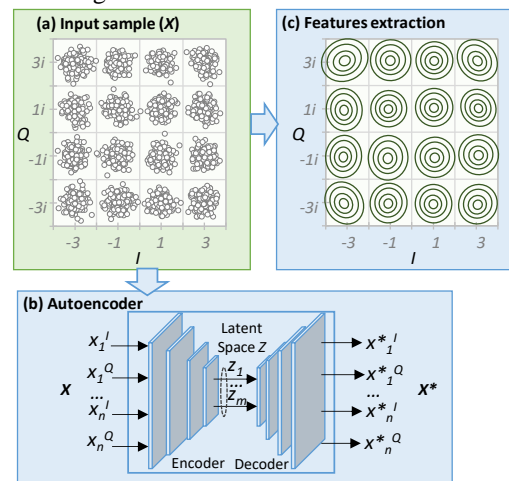 (a) Input sample (X)
3i
1i
Q
-1i
-3i
-3 -1 1 3
I
(c) Features extraction
3i
1i
Q
-1i
-3i
-3 -1 1 3
I
(b) Autoencoder
X
x₁ᴵ
x₁Q
...
xₙᴵ
xₙQ
Latent
Space Z
z₁
...
zₘ
Encoder Decoder
x*₁ᴵ
x*₁Q
...
x*ₙᴵ
x*ₙQ
X*